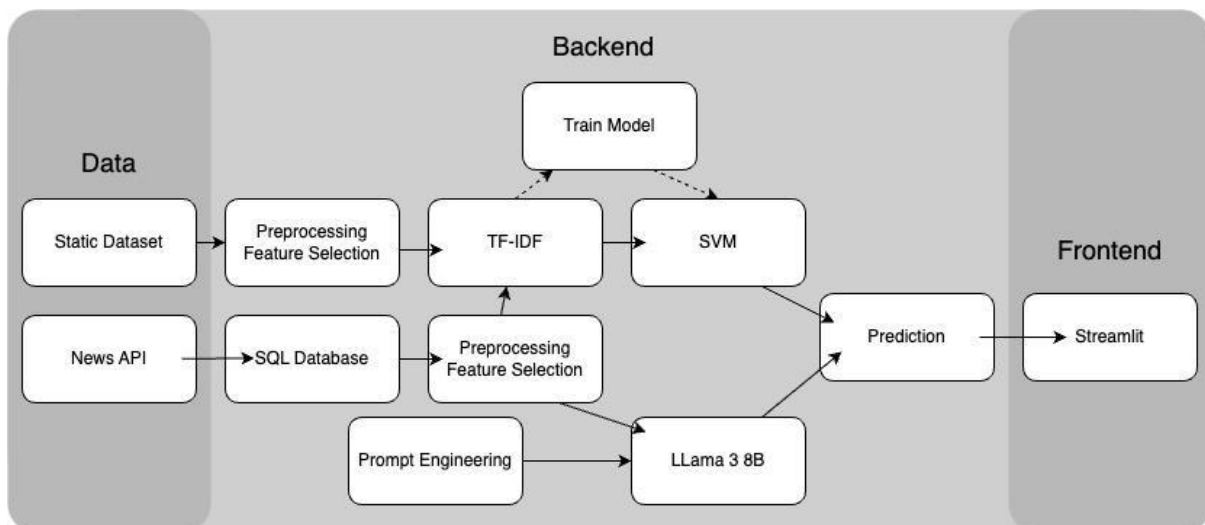 Backend
Train Model
Data
Static Dataset
Preprocessing
Feature Selection
TF-IDF
SVM
Frontend
News API
SQL Database
Preprocessing
Feature Selection
Prediction
Streamlit
Prompt Engineering
LLama 3 8B